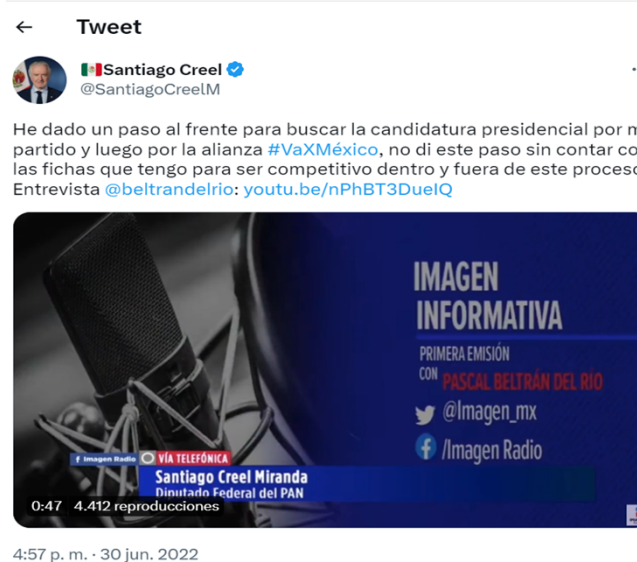 Tweet
Santiago Creel
@SantiagoCreelM
He dado un paso al frente para buscar la candidatura presidencial por
partido y luego por la alianza #VaXMéxico, no di este paso sin contar
las fichas que tengo para ser competitivo dentro y fuera de este proceso
Entrevista @beltrandelrio: youtu.be/nPhBT3DueIQ
IMAGEN
INFORMATIVA
PRIMERA EMISIÓN
CON PASCAL BELTRÁN DEL RÍO
@Imagen_mx
/Imagen Radio
Imagen Radio VÍA TELEFÓNICA
Santiago Creel Miranda
Diputado Federal del PAN
0:47 4.412 reproducciones
4:57 p. m. · 30 jun. 2022